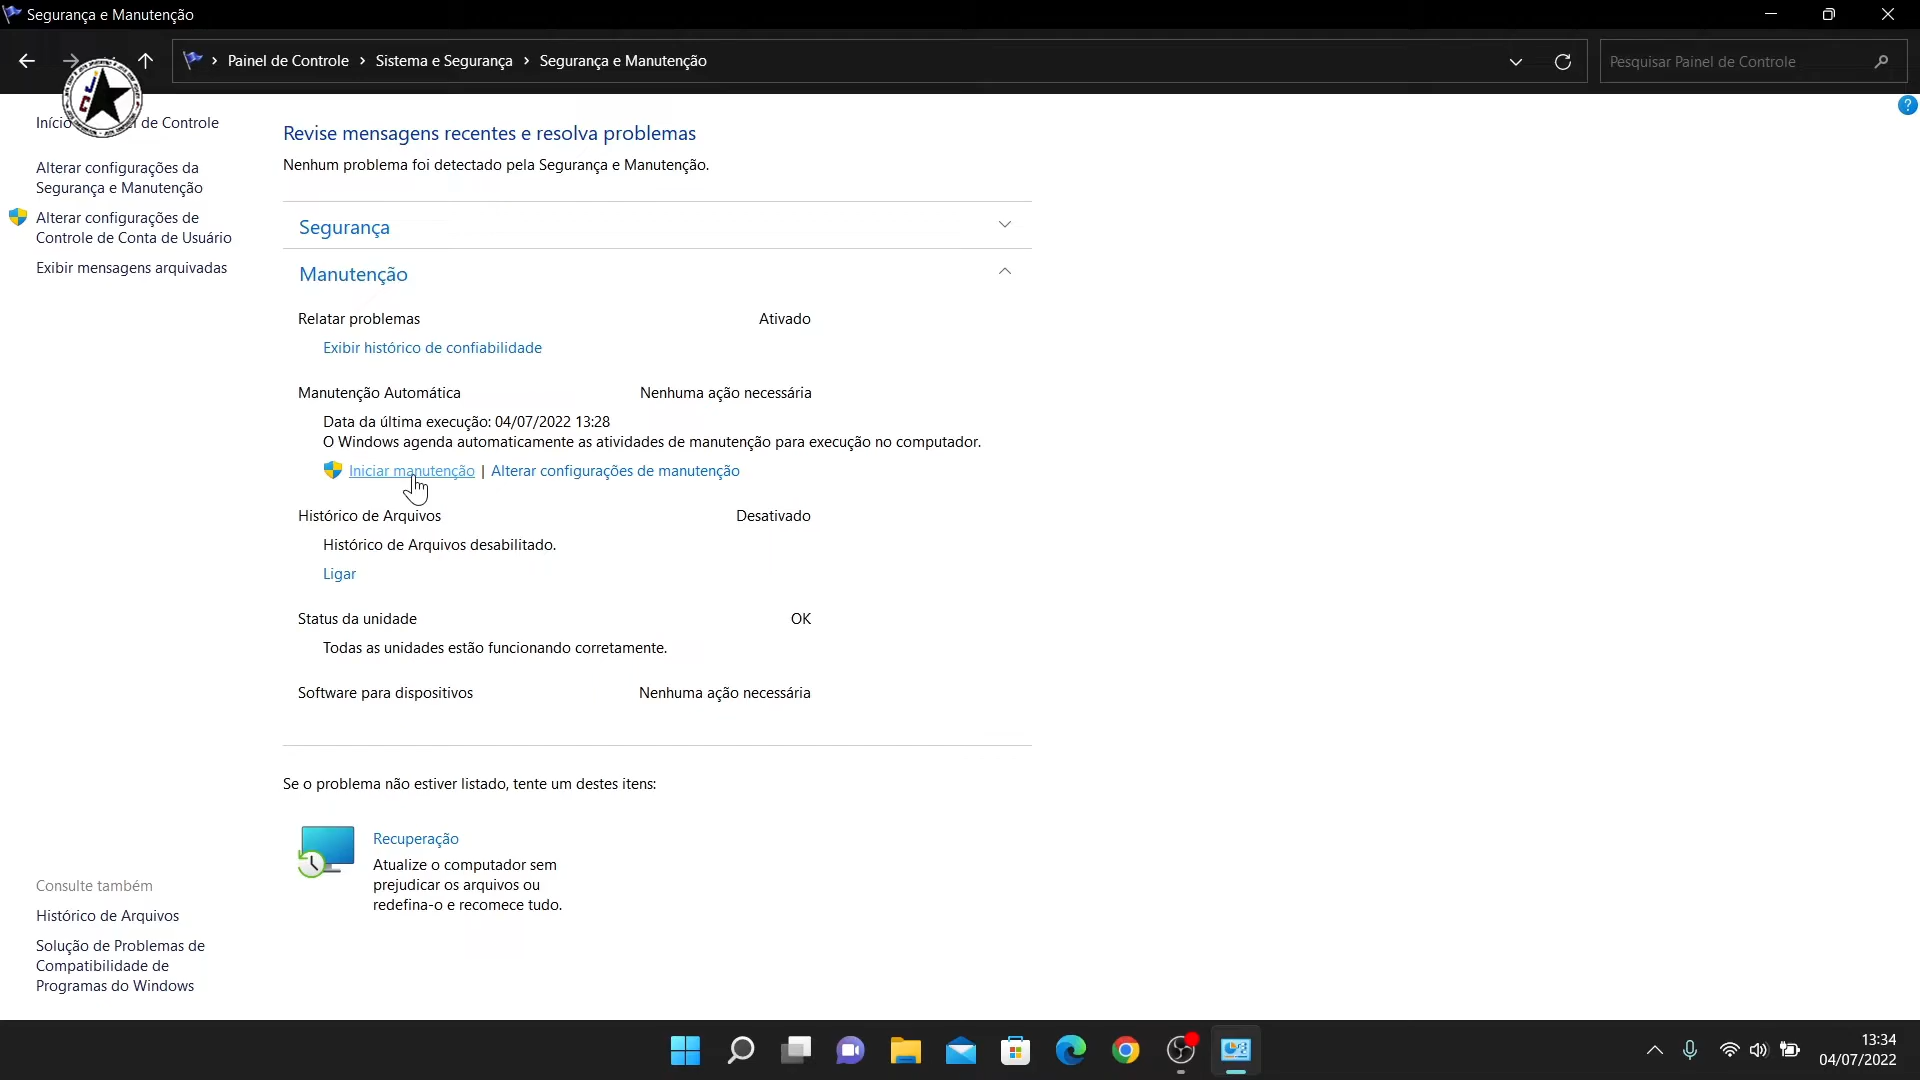 Segurança e Manutenção
Painel de Controle > Sistema e Segurança > Segurança e Manutenção
Pesquisar Painel de Controle
?
Início de Controle
Alterar configurações da
Segurança e Manutenção
Alterar configurações de
Controle de Conta de Usuário
Exibir mensagens arquivadas
Revise mensagens recentes e resolva problemas
Nenhum problema foi detectado pela Segurança e Manutenção.
Segurança
Manutenção
Relatar problemas Ativado
Exibir histórico de confiabilidade
Manutenção Automática Nenhuma ação necessária
Data da última execução: 04/07/2022 13:28
O Windows agenda automaticamente as atividades de manutenção para execução no computador.
Iniciar manutenção | Alterar configurações de manutenção
Histórico de Arquivos Desativado
Histórico de Arquivos desabilitado.
Ligar
Status da unidade OK
Todas as unidades estão funcionando corretamente.
Software para dispositivos Nenhuma ação necessária
Se o problema não estiver listado, tente um destes itens:
Recuperação
Atualize o computador sem
prejudicar os arquivos ou
redefina-o e recomece tudo.
Consulte também
Histórico de Arquivos
Solução de Problemas de
Compatibilidade de
Programas do Windows
13:34
04/07/2022